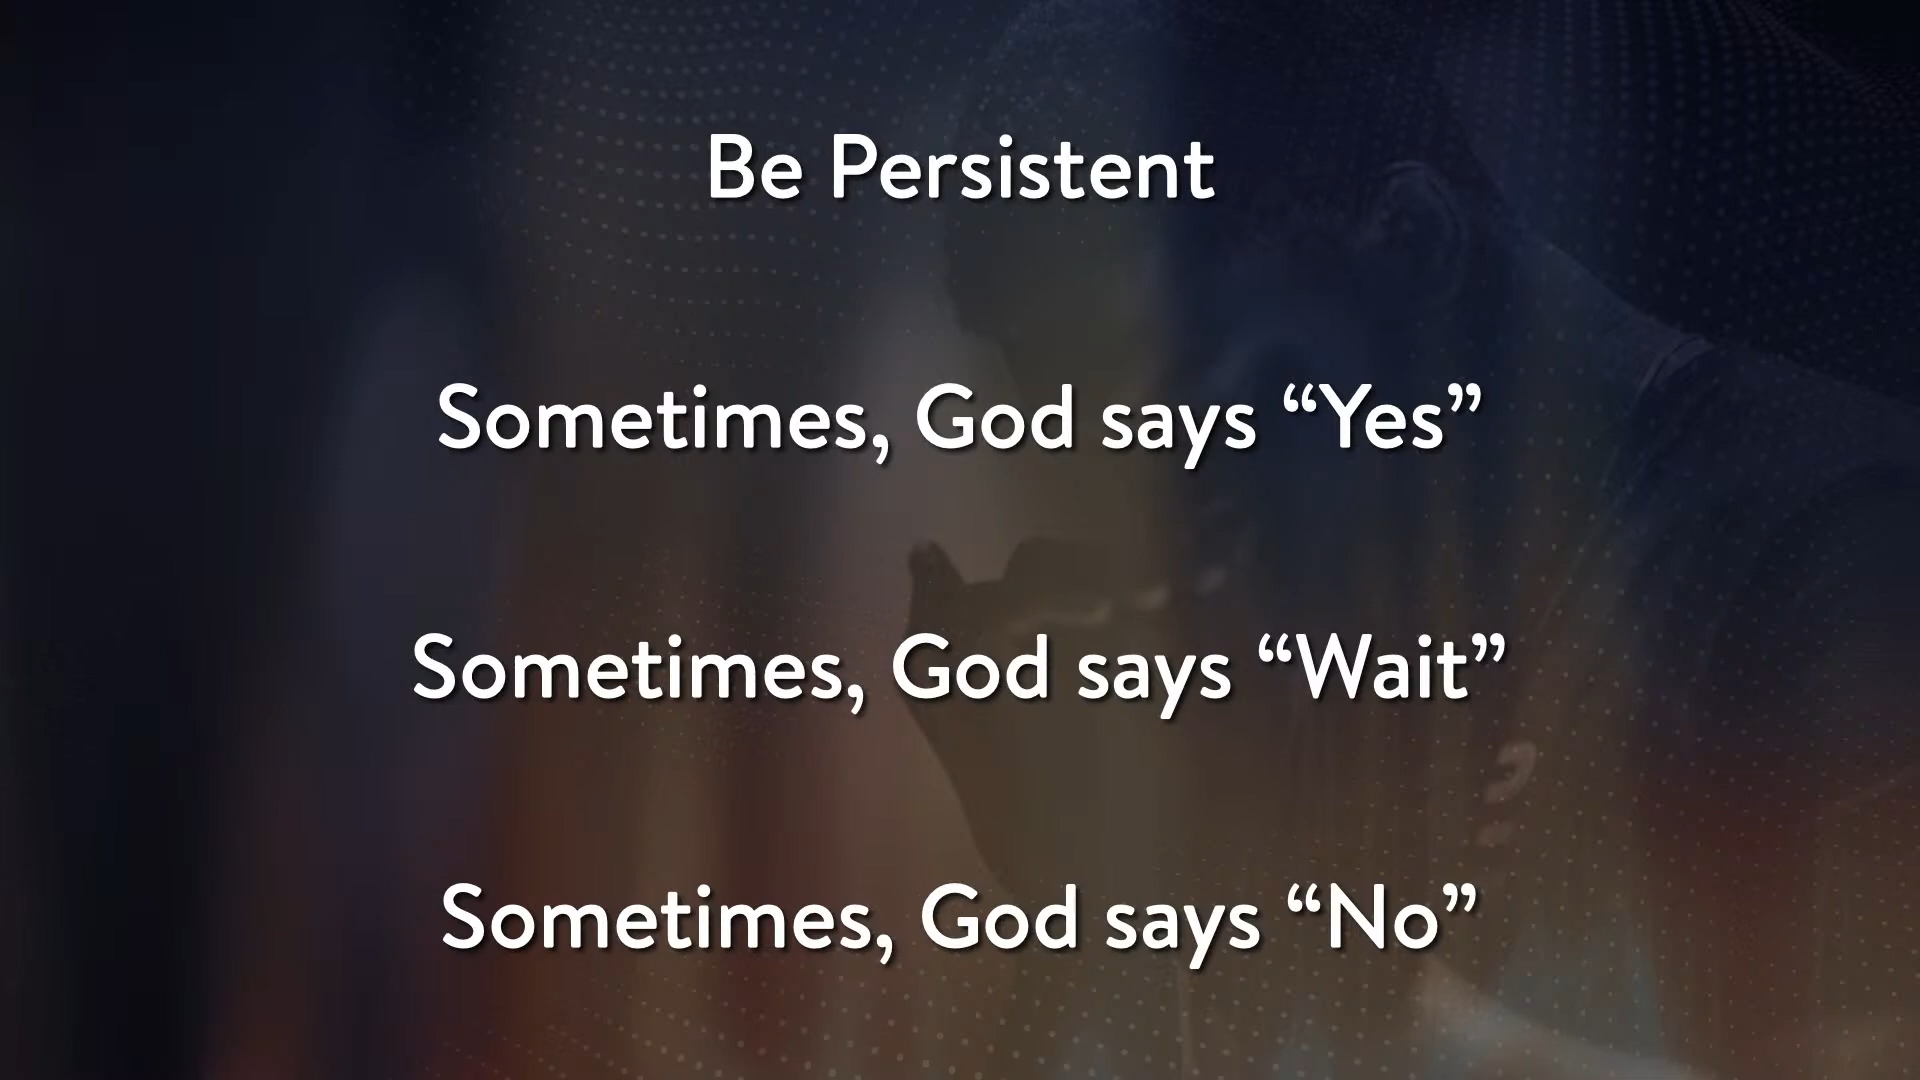 Be Persistent
Sometimes, God says “Yes”
Sometimes, God says “Wait”
Sometimes, God says “No”